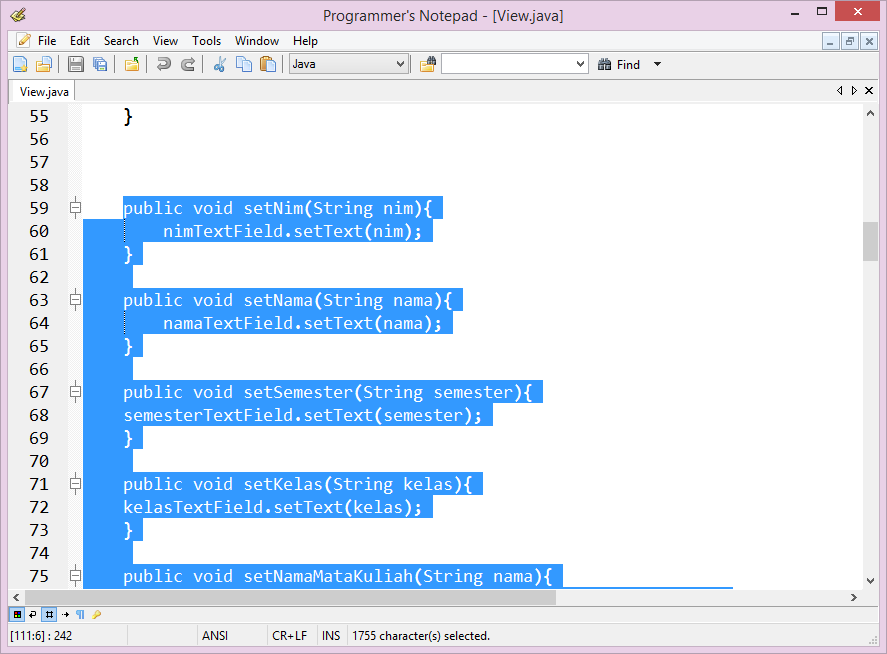 Programmer's Notepad - [View.java]
File Edit Search View Tools Window Help
Java Find
View.java
55 }
56
57
58
59 public void setNim(String nim){
60 nimTextField.setText(nim);
61 }
62
63 public void setNama(String nama){
64 namaTextField.setText(nama);
65 }
66
67 public void setSemester(String semester){
68 semesterTextField.setText(semester);
69 }
70
71 public void setKelas(String kelas){
72 kelasTextField.setText(kelas);
73 }
74
75 public void setNamaMataKuliah(String nama){
[111:6] : 242 ANSI CR+LF INS 1755 character(s) selected.